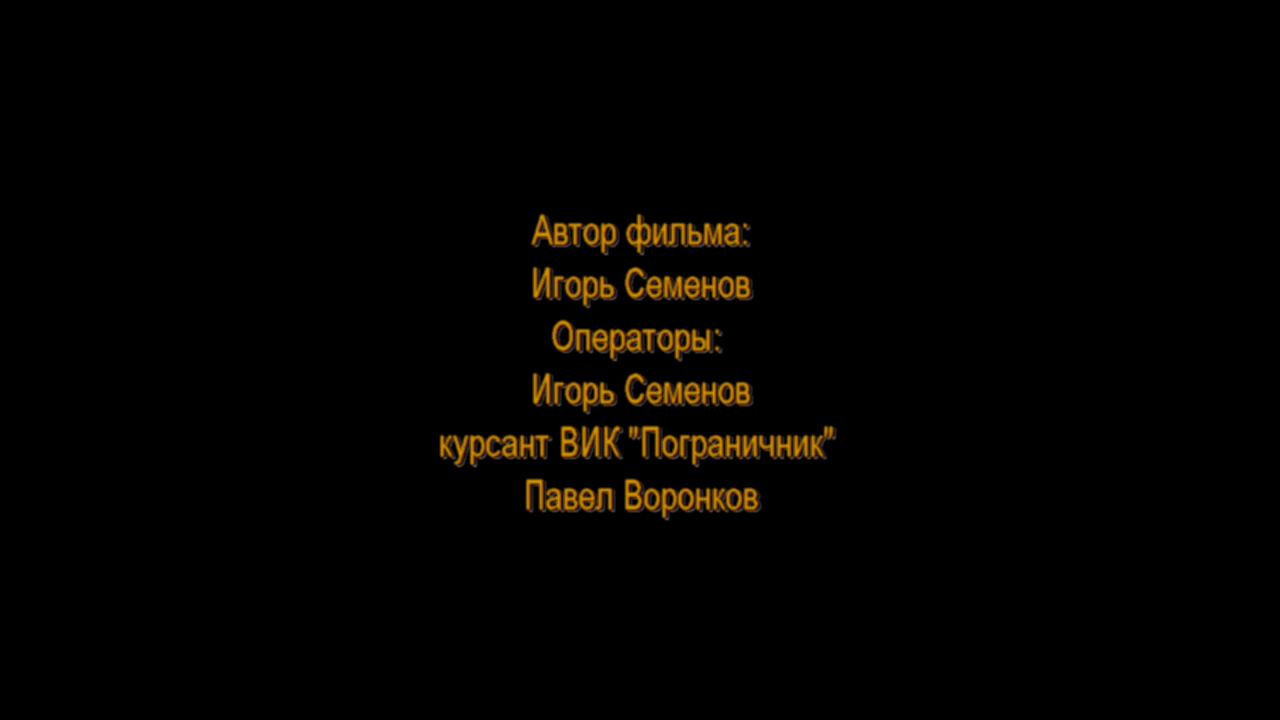 Автор фильма:
Игорь Семенов
Операторы:
Игорь Семенов
курсант ВИК "Пограничник"
Павел Воронков